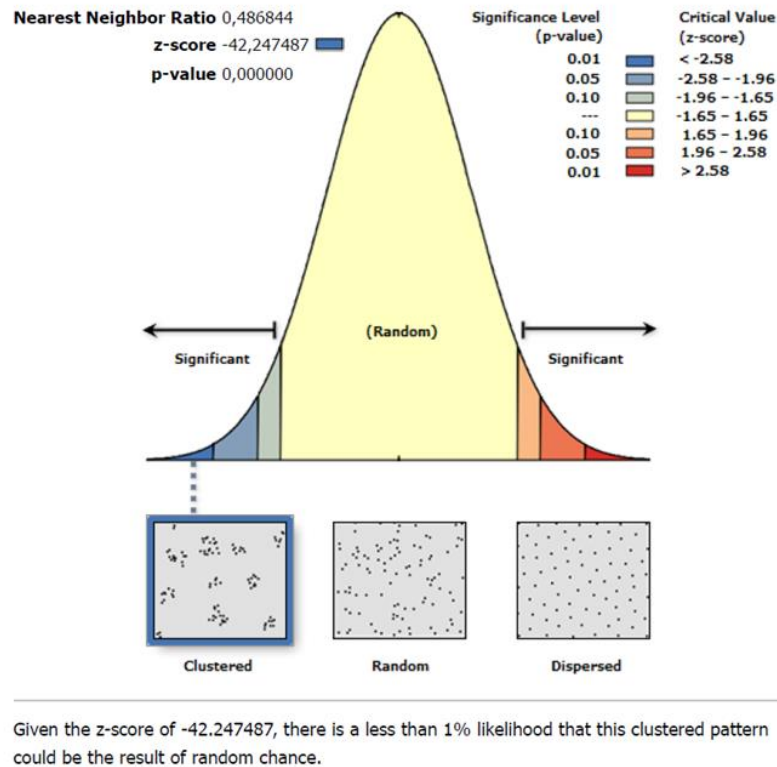 Nearest Neighbor Ratio 0,486844
z-score -42,247487
p-value 0,000000
Significance Level
(p-value)
Critical Value
(z-score)
0.01 < -2.58
0.05 -2.58 – -1.96
0.10 -1.96 – -1.65
--- -1.65 – 1.65
0.10 1.65 – 1.96
0.05 1.96 – 2.58
0.01 > 2.58
(Random)
Significant
Significant
Clustered
Random
Dispersed
Given the z-score of -42.247487, there is a less than 1% likelihood that this clustered pattern
could be the result of random chance.